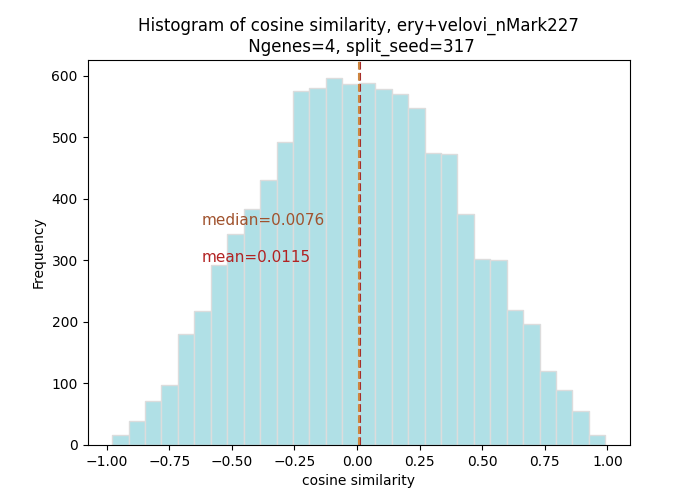 Histogram of cosine similarity, ery+velovi_nMark227
Ngenes=4, split_seed=317
600
500
400
300
200
100
0
Frequency
median=0.0076
mean=0.0115
−1.00 −0.75 −0.50 −0.25 0.00 0.25 0.50 0.75 1.00
cosine similarity